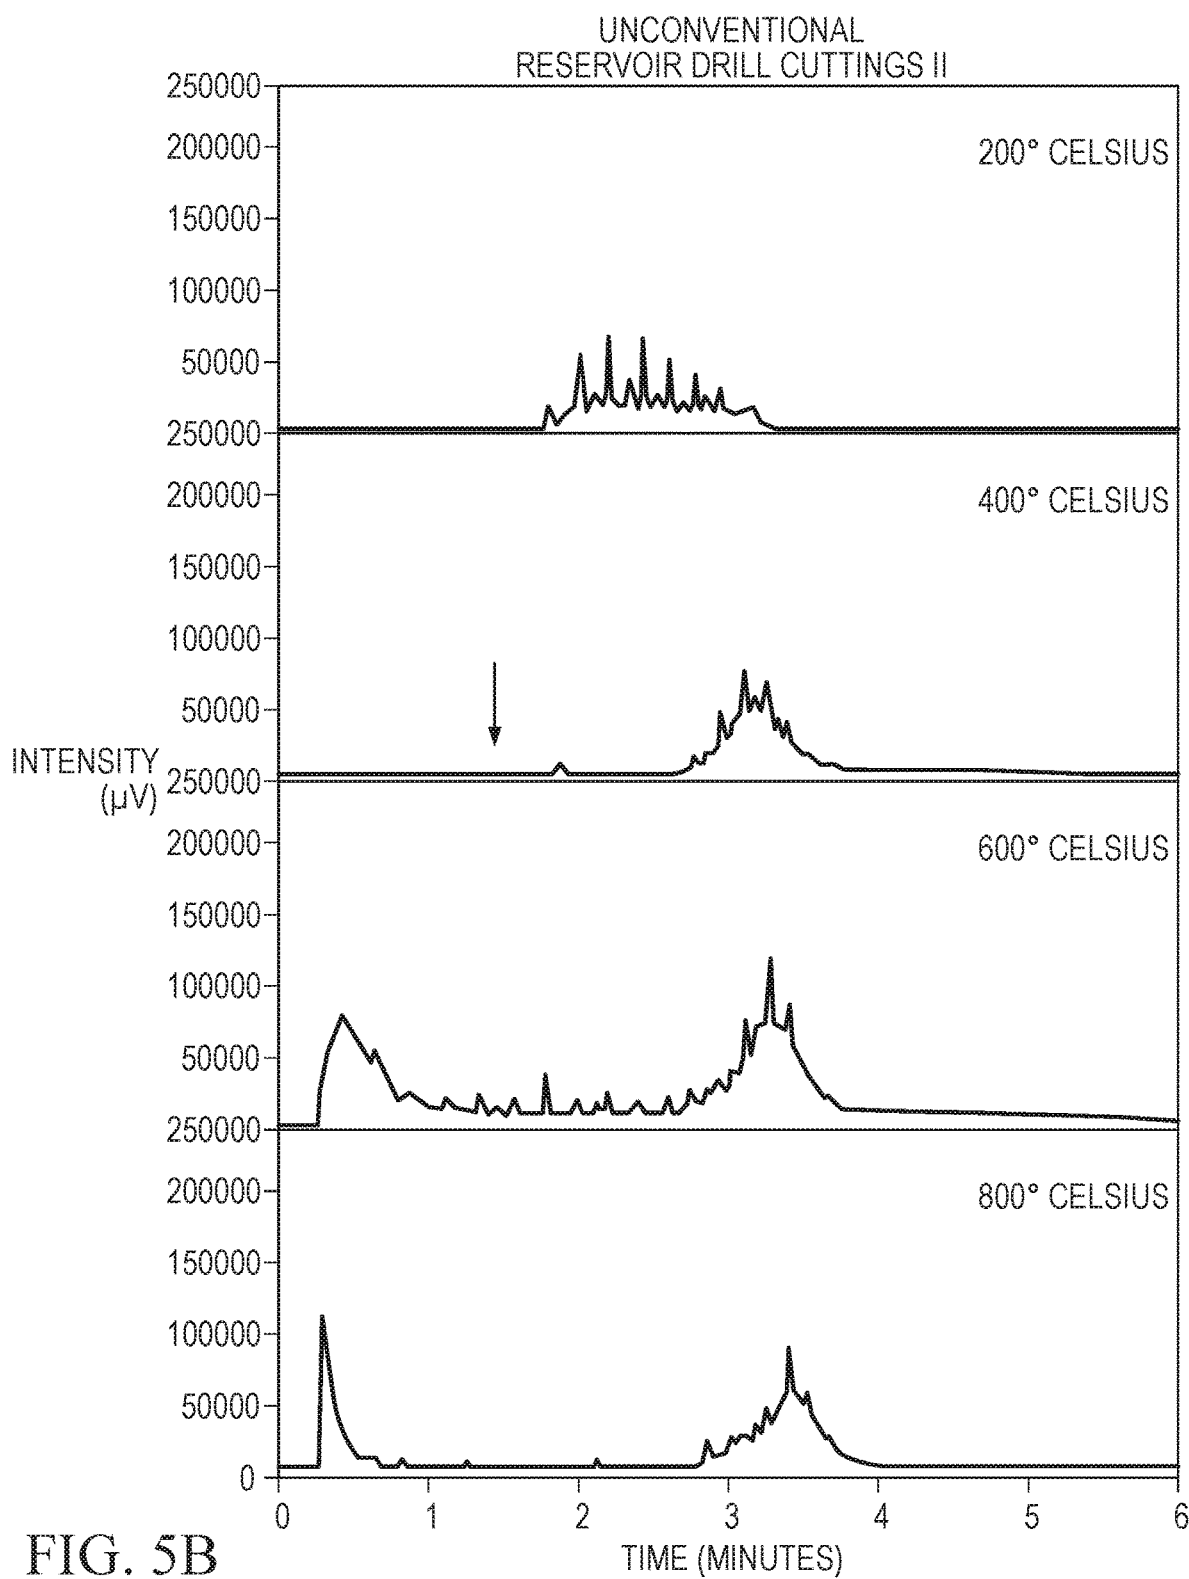 UNCONVENTIONAL
RESERVOIR DRILL CUTTINGS II
250000
200000
200° CELSIUS
150000
100000
50000
250000
200000
400° CELSIUS
150000
100000
50000
INTENSITY
(µV)
250000
200000
600° CELSIUS
150000
100000
50000
250000
200000
800° CELSIUS
150000
100000
50000
0
0 1 2 3 4 5 6
TIME (MINUTES)
FIG. 5B